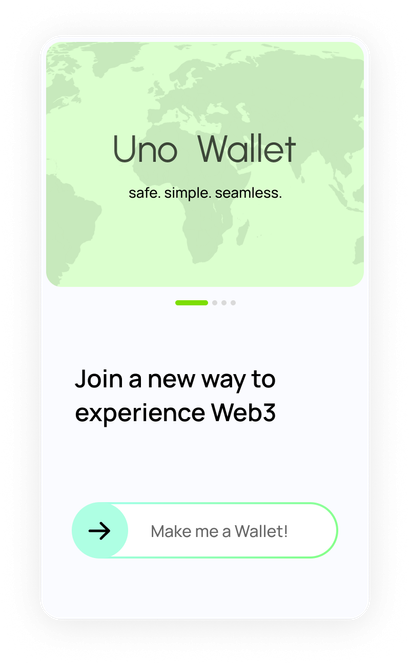 Uno Wallet
safe. simple. seamless.
Join a new way to
experience Web3
Make me a Wallet!